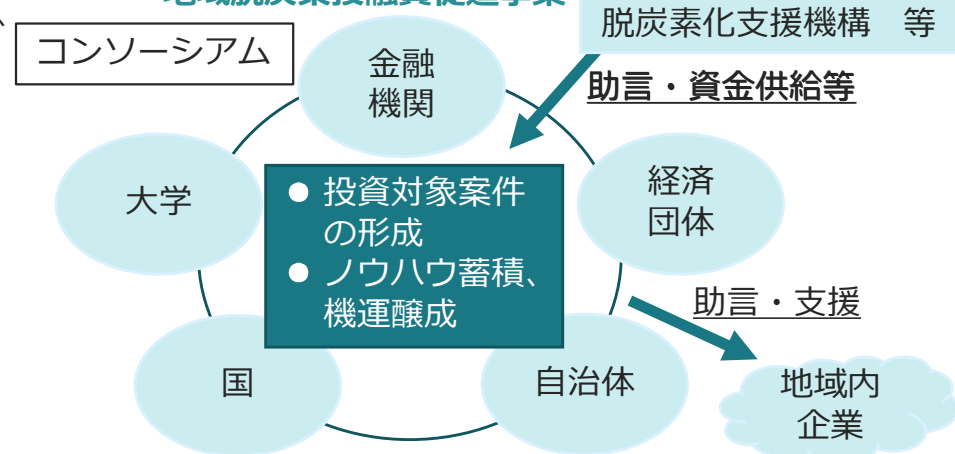 脱炭素化支援機構 等
コンソーシアム
金融
機関
助言・資金供給等
大学
● 投資対象案件
の形成
● ノウハウ蓄積、
機運醸成
経済
団体
助言・支援
国
自治体
地域内
企業